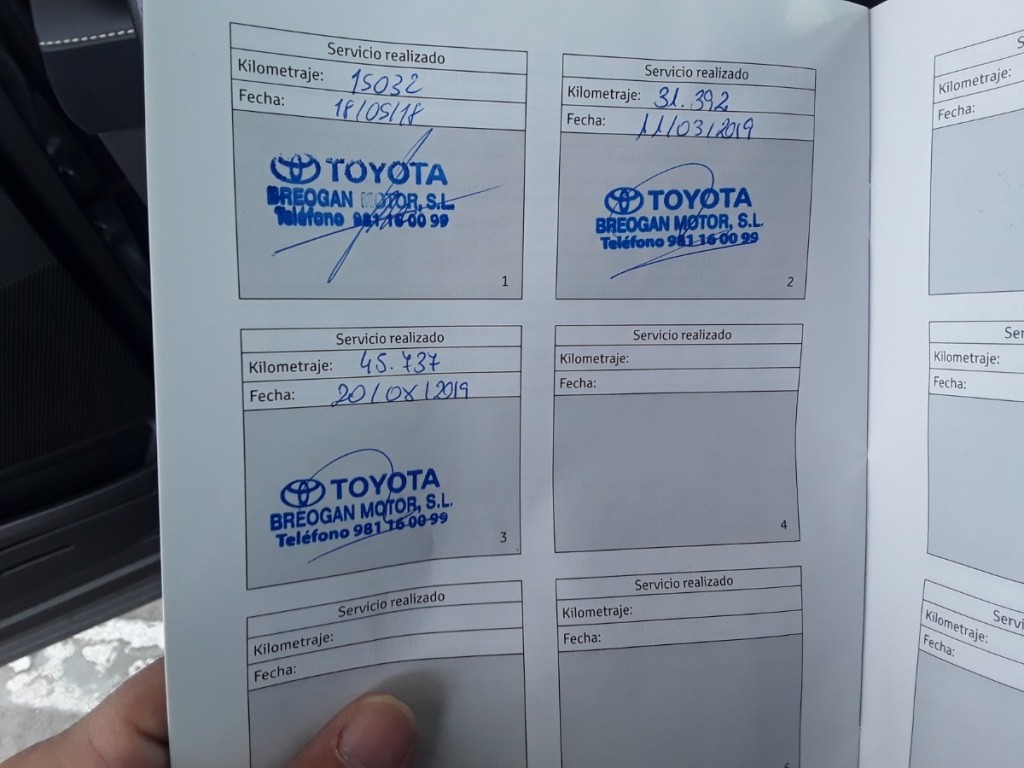 Servicio realizado
Kilometraje: 15032
Fecha: 18/05/18
TOYOTA
BREOGAN MOTOR, S.L
Teléfono 981 16 00 99
1
Servicio realizado
Kilometraje: 31.392
Fecha: 11/03/2019
TOYOTA
BREOGAN MOTOR, S.L
Teléfono 981 16 00 99
2
Servicio realizado
Kilometraje: 45.737
Fecha: 20/08/2019
TOYOTA
BREOGAN MOTOR, S.L.
Teléfono 981 16 00 99
3
Servicio realizado
Kilometraje:
Fecha:
4
Servicio realizado
Kilometraje:
Fecha:
Servicio realizado
Kilometraje:
Fecha:
Kilometraje:
Fecha:
Kilometraje:
Fecha:
Kilometraje:
Fecha: